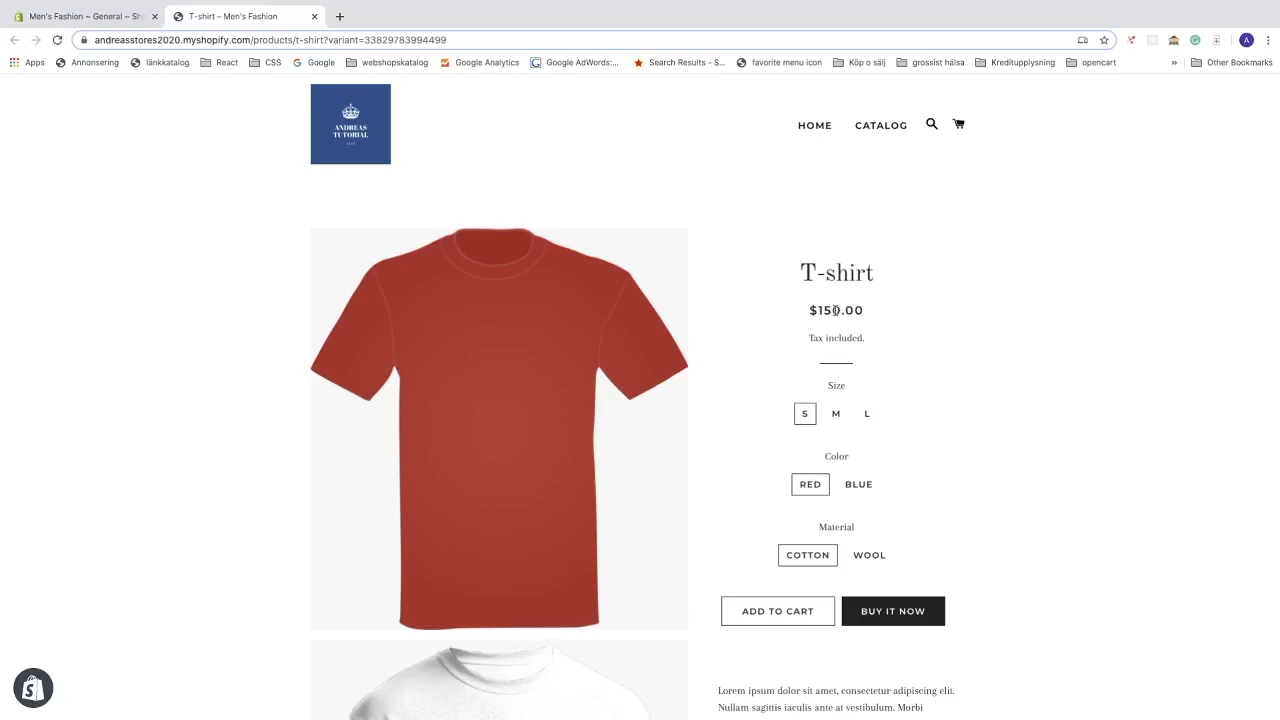 Men's Fashion ~ General ~ Sh
T-shirt – Men's Fashion
andreasstores2020.myshopify.com/products/t-shirt?variant=33829783994499
A
Apps
Annonsering
länkkatalog
React
CSS
Google
webshopskatalog
Google Analytics
Google AdWords:...
Search Results - S...
favorite menu icon
Köp o sälj
grossist hälsa
Kreditupplysning
opencart
»
Other Bookmarks
ANDREAS
TUTORIAL
HOME
CATALOG
T-shirt
$150.00
Tax included.
Size
S M L
Color
RED BLUE
Material
COTTON WOOL
ADD TO CART
BUY IT NOW
Lorem ipsum dolor sit amet, consectetur adipiscing elit.
Nullam sagittis iaculis ante at vestibulum. Morbi